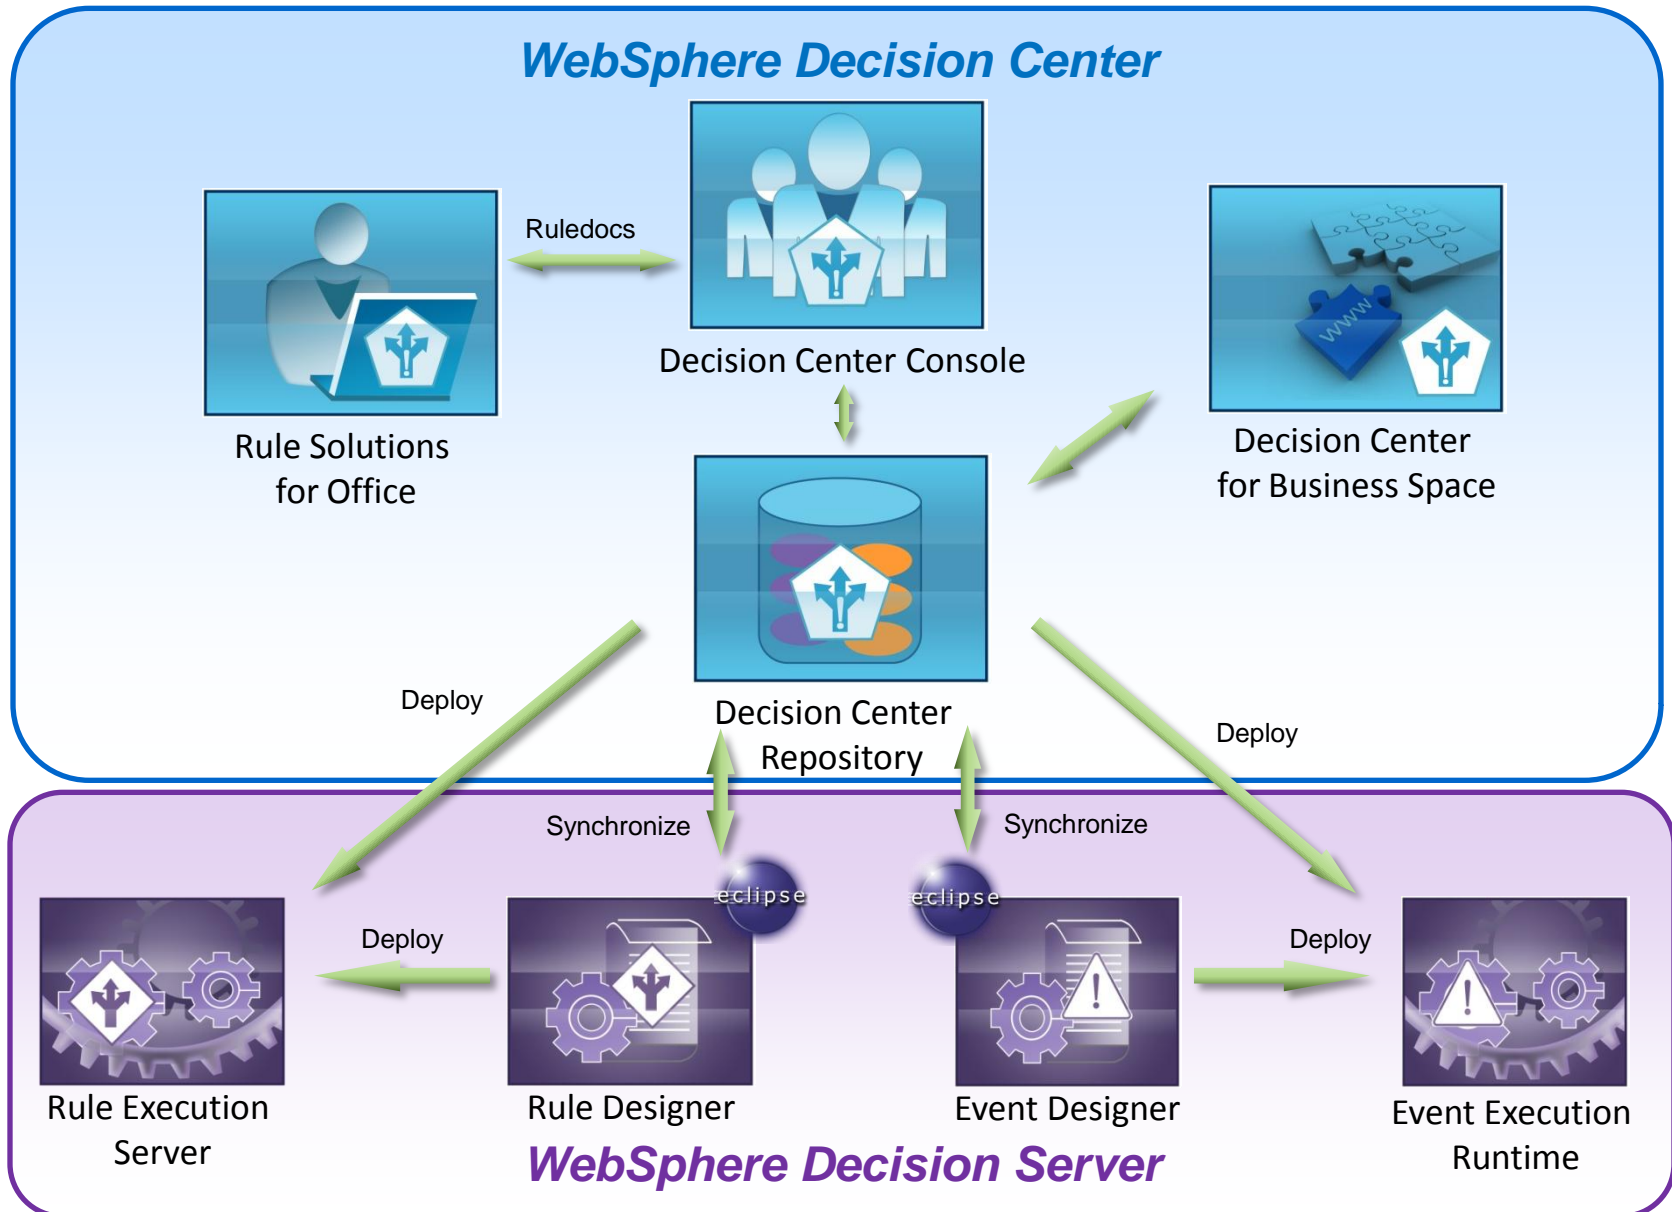 WebSphere Decision Center
Ruledocs
Decision Center Console
www
Rule Solutions
for Office
Decision Center
for Business Space
Deploy
Decision Center
Repository
Deploy
Synchronize
Synchronize
eclipse
eclipse
Deploy
Deploy
Rule Execution
Server
Rule Designer
Event Designer
Event Execution
Runtime
WebSphere Decision Server